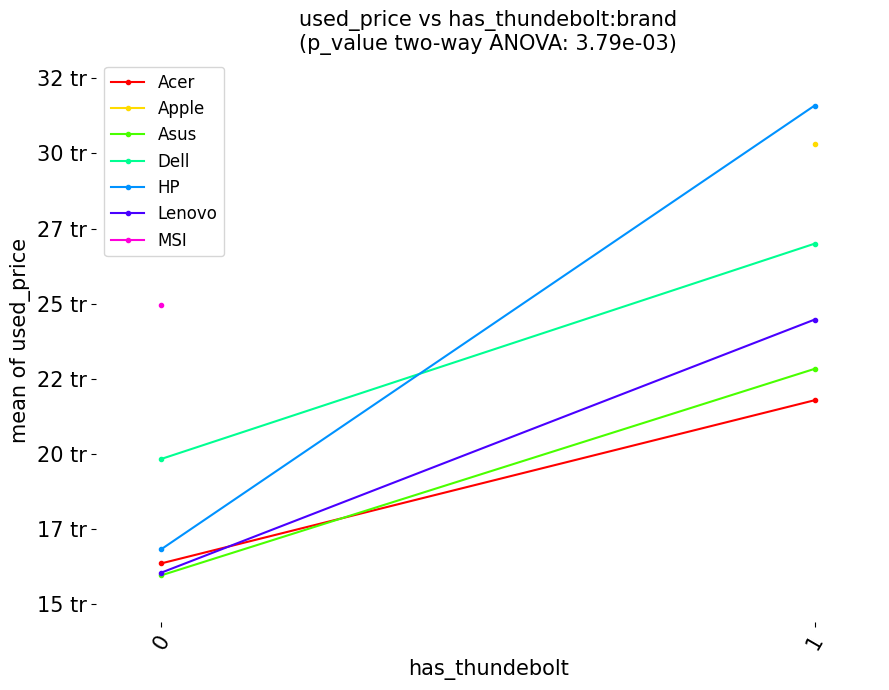 used_price vs has_thundebolt:brand
(p_value two-way ANOVA: 3.79e-03)
32 tr
30 tr
27 tr
25 tr
22 tr
20 tr
17 tr
15 tr
mean of used_price
Acer
Apple
Asus
Dell
HP
Lenovo
MSI
0
1
has_thundebolt